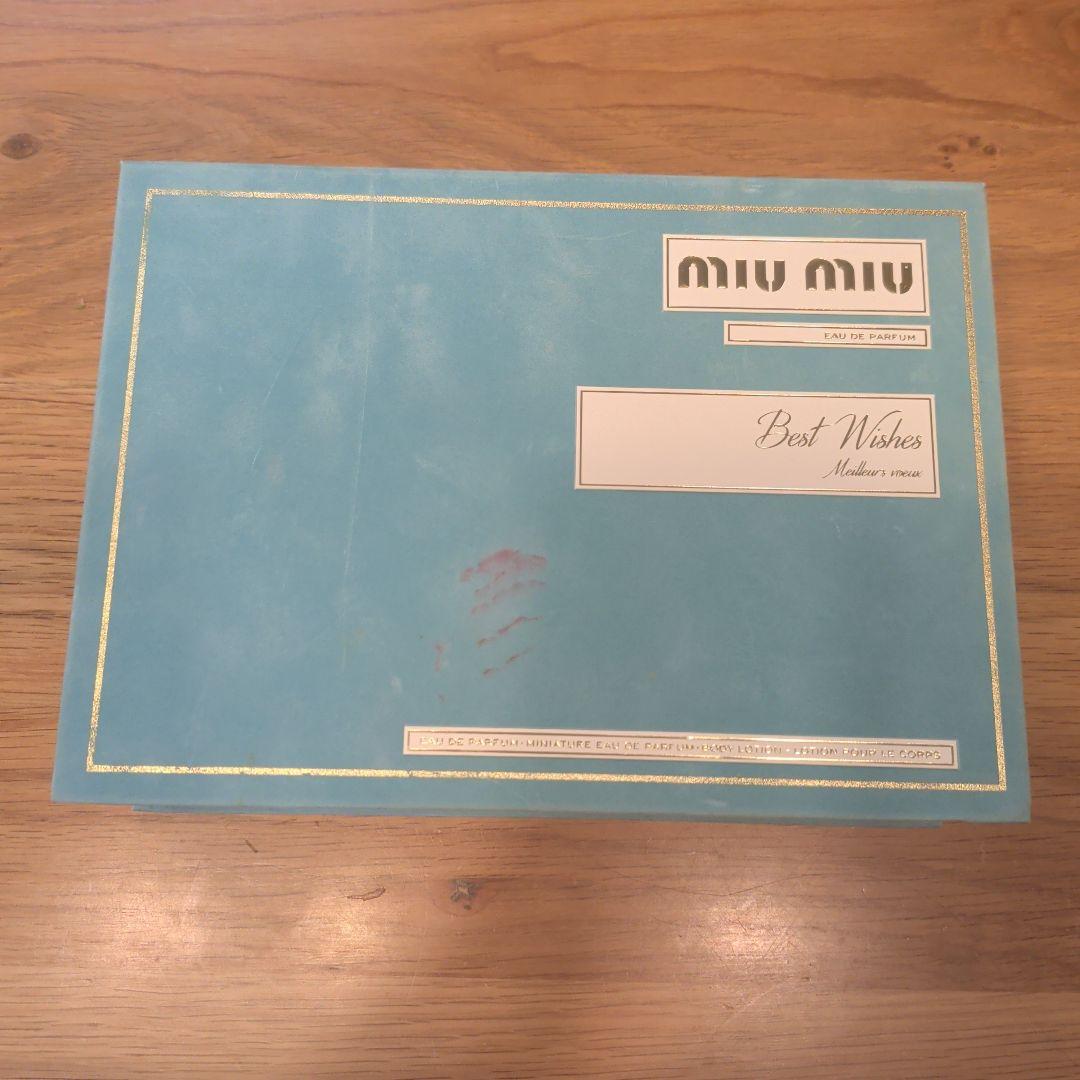 miu miu
EAU DE PARFUM
Best Wishes
Meilleurs vœux
EAU DE PARFUM • MINIATURE EAU DE PARFUM • BODY LOTION • LOTION POUR LE CORPS